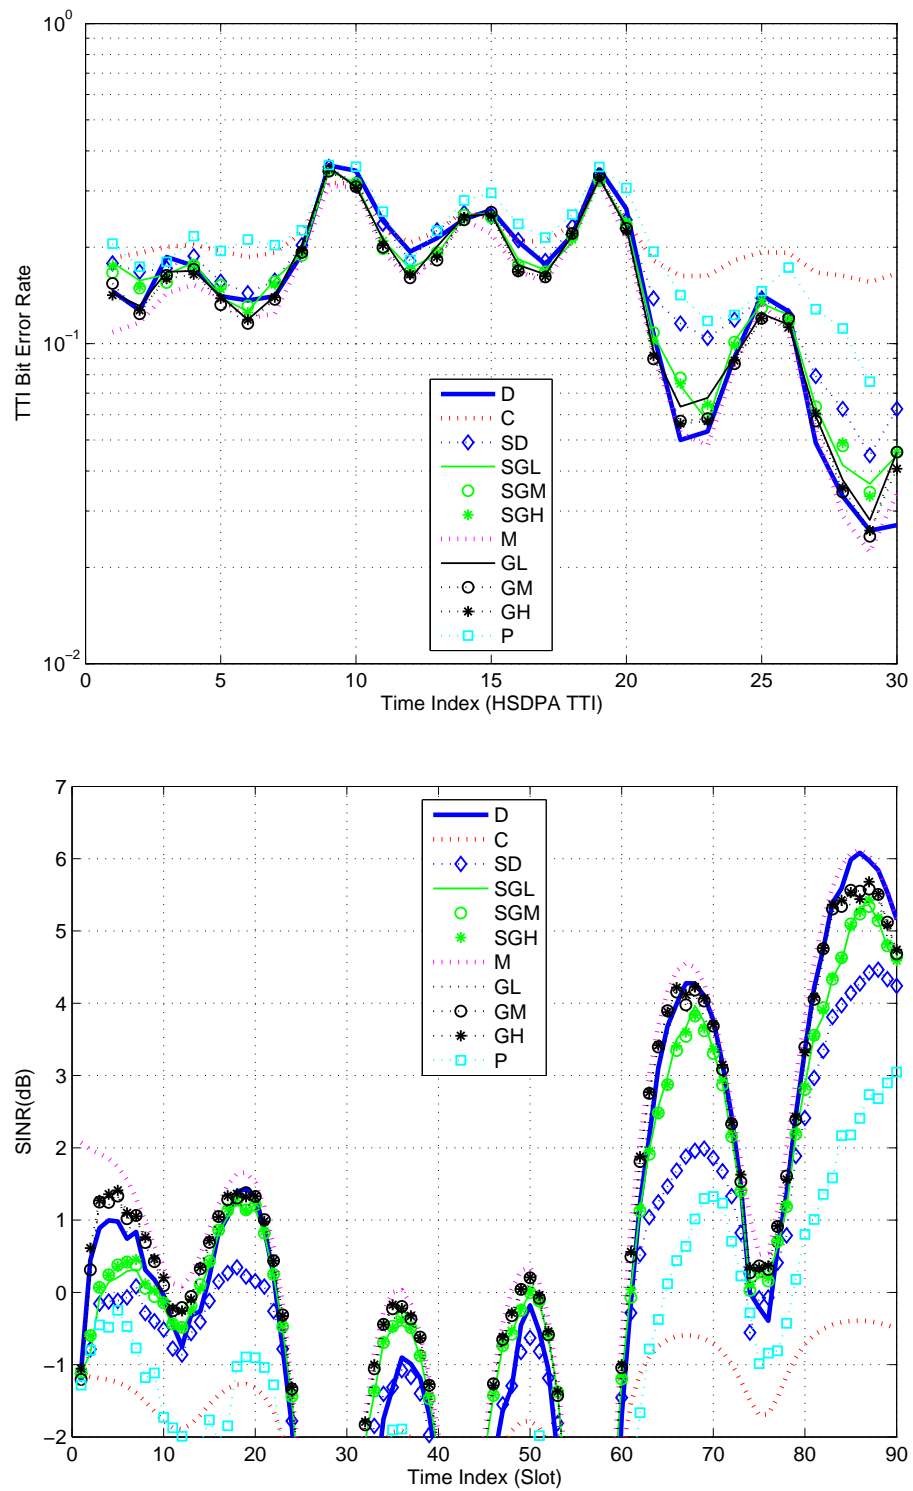 10^0
10^−1
10^−2
TTI Bit Error Rate
D
C
SD
SGL
SGM
SGH
M
GL
GM
GH
P
0 5 10 15 20 25 30
Time Index (HSDPA TTI)
7
6
5
4
3
2
1
0
−1
−2
SINR(dB)
D
C
SD
SGL
SGM
SGH
M
GL
GM
GH
P
0 10 20 30 40 50 60 70 80 90
Time Index (Slot)